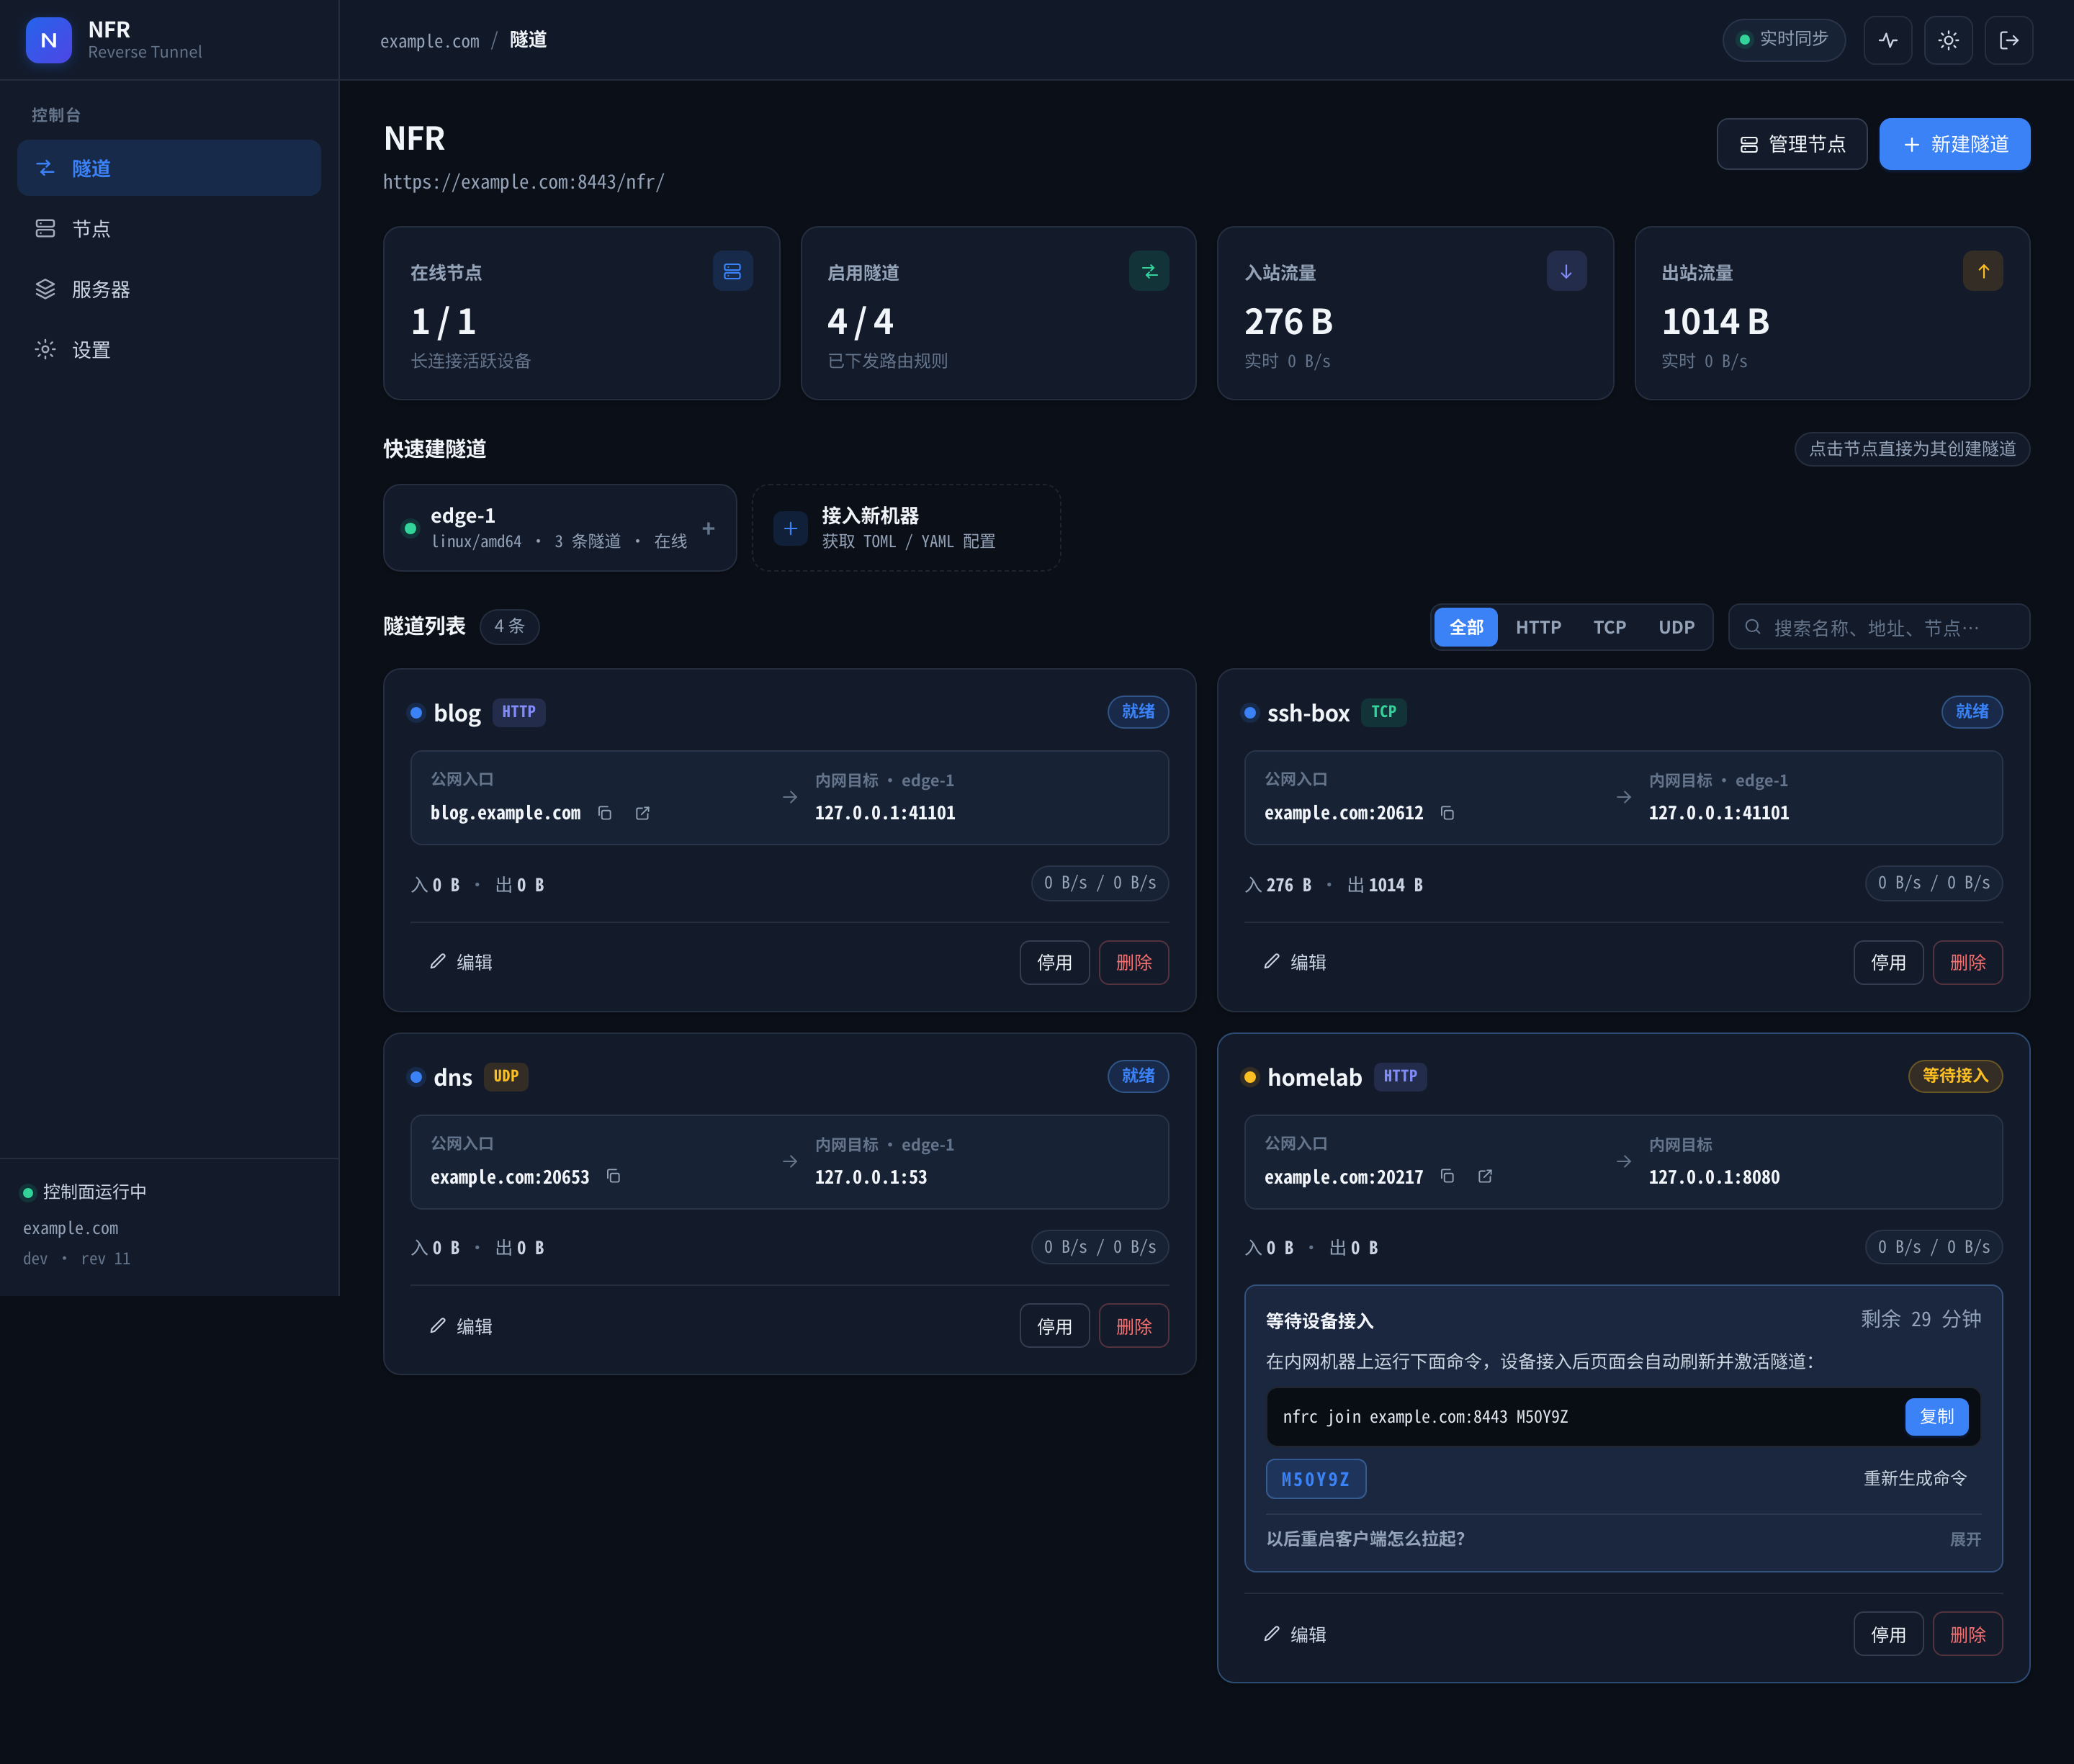 N
NFR
Reverse Tunnel
example.com / 隧道
实时同步
控制台
隧道
节点
服务器
设置
NFR
https://example.com:8443/nfr/
管理节点
新建隧道
在线节点
1 / 1
长连接活跃设备
启用隧道
4 / 4
已下发路由规则
入站流量
276 B
实时 0 B/s
出站流量
1014 B
实时 0 B/s
快速建隧道
点击节点直接为其创建隧道
edge-1
linux/amd64 · 3 条隧道 · 在线
接入新机器
获取 TOML / YAML 配置
隧道列表
4 条
全部 HTTP TCP UDP
搜索名称、地址、节点…
blog HTTP
就绪
公网入口
blog.example.com
内网目标 · edge-1
127.0.0.1:41101
入 0 B · 出 0 B
0 B/s / 0 B/s
编辑
停用
删除
ssh-box TCP
就绪
公网入口
example.com:20612
内网目标 · edge-1
127.0.0.1:41101
入 276 B · 出 1014 B
0 B/s / 0 B/s
编辑
停用
删除
dns UDP
就绪
公网入口
example.com:20653
内网目标 · edge-1
127.0.0.1:53
入 0 B · 出 0 B
0 B/s / 0 B/s
编辑
停用
删除
homelab HTTP
等待接入
公网入口
example.com:20217
内网目标
127.0.0.1:8080
入 0 B · 出 0 B
0 B/s / 0 B/s
等待设备接入
剩余 29 分钟
在内网机器上运行下面命令，设备接入后页面会自动刷新并激活隧道：
nfrc join example.com:8443 M5OY9Z
复制
M5OY9Z
重新生成命令
以后重启客户端怎么拉起？
展开
编辑
停用
删除
控制面运行中
example.com
dev · rev 11